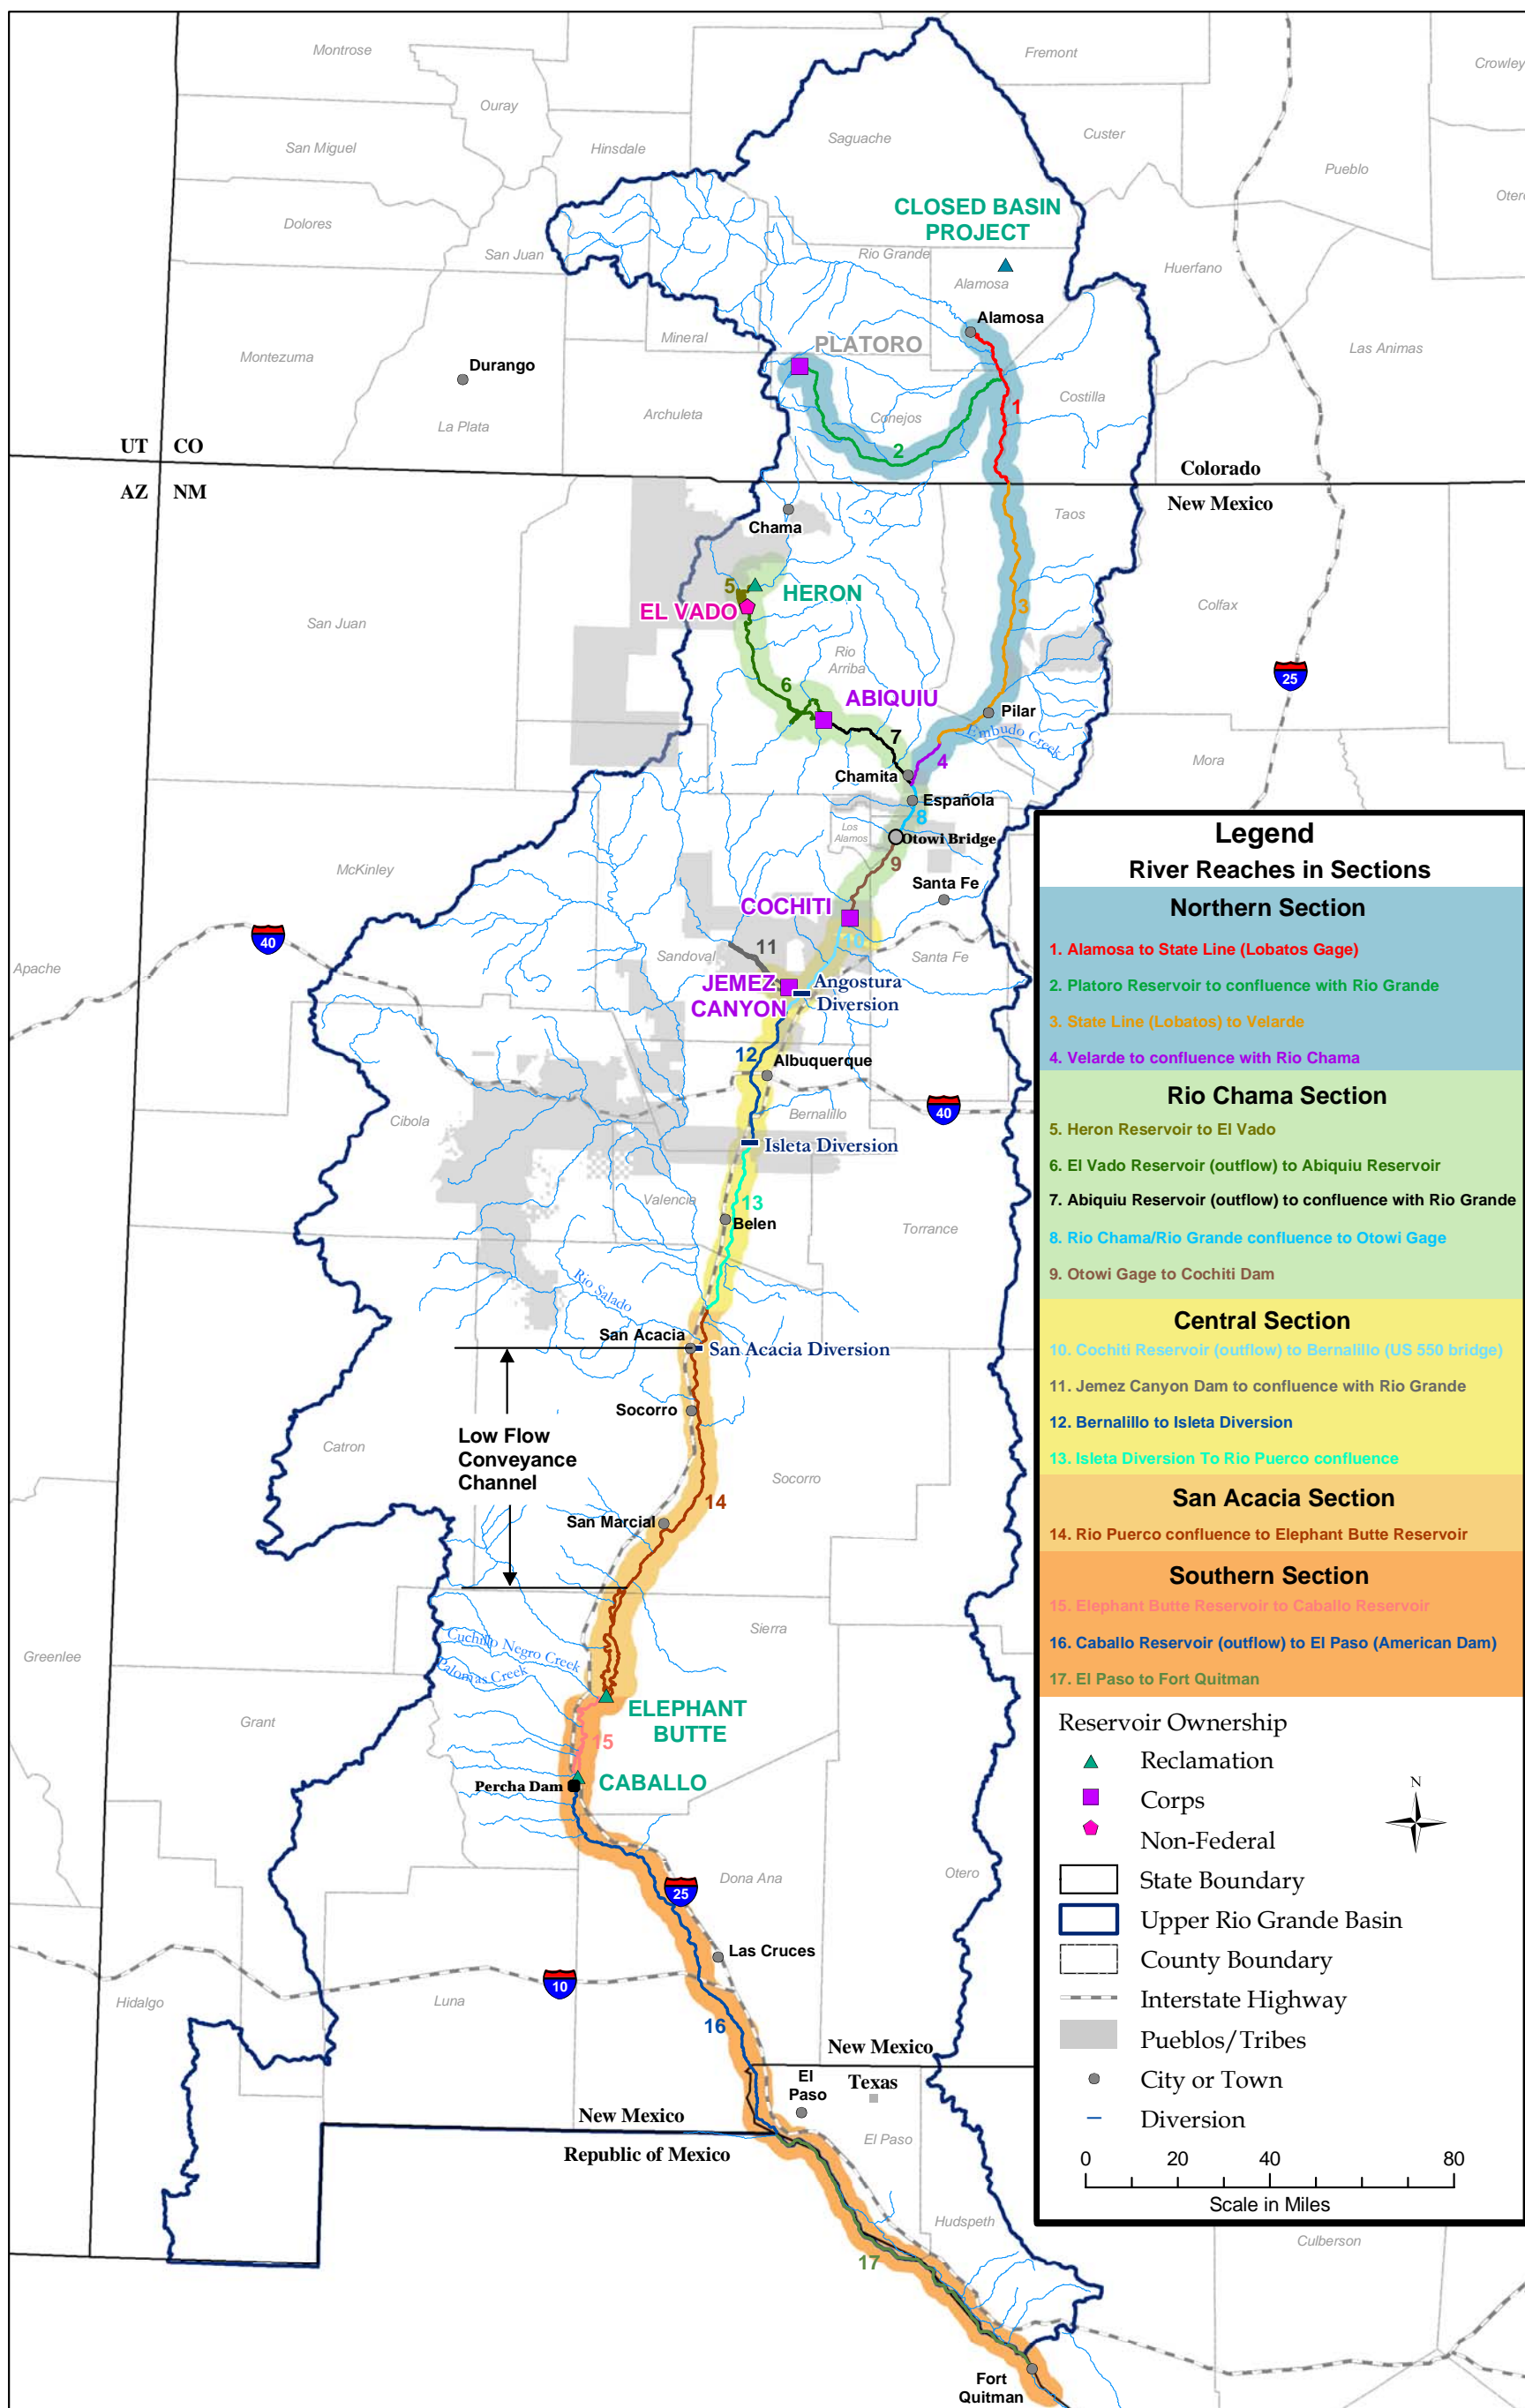 Montrose
Fremont
Crowley
Ouray
San Miguel
Hinsdale
Saguache
Custer
Pueblo
CLOSED BASIN
PROJECT
Dolores
San Juan
Rio Grande
Alamosa
Huerfano
Alamosa
Mineral
PLATORO
Montezuma
Durango
Las Animas
La Plata
Archuleta
Conejos
Costilla
1
2
UT
CO
Colorado
AZ
NM
New Mexico
Chama
Taos
5
HERON
EL VADO
3
Colfax
San Juan
Rio
Arriba
25
6
ABIQUIU
Pilar
7
Embudo Creek
4
Mora
Chamita
Española
8
Los
Alamos
Otowi Bridge
McKinley
9
Santa Fe
COCHITI
40
10
11
Apache
Sandoval
Santa Fe
JEMEZ
CANYON
Angostura
Diversion
12
Albuquerque
Cibola
Bernalillo
40
Isleta Diversion
Valencia
13
Belen
Torrance
Rio Salado
San Acacia
San Acacia Diversion
Socorro
Low Flow
Conveyance
Channel
Catron
Socorro
14
San Marcial
Sierra
Cuchillo Negro Creek
Palomas Creek
Greenlee
Grant
ELEPHANT
BUTTE
15
CABALLO
Percha Dam
25
Dona Ana
Otero
Las Cruces
10
Hidalgo
Luna
16
New Mexico
El
Paso
Texas
New Mexico
El Paso
Republic of Mexico
Hudspeth
17
Culberson
Fort
Quitman
Legend
River Reaches in Sections
Northern Section
1. Alamosa to State Line (Lobatos Gage)
2. Platoro Reservoir to confluence with Rio Grande
3. State Line (Lobatos) to Velarde
4. Velarde to confluence with Rio Chama
Rio Chama Section
5. Heron Reservoir to El Vado
6. El Vado Reservoir (outflow) to Abiquiu Reservoir
7. Abiquiu Reservoir (outflow) to confluence with Rio Grande
8. Rio Chama/Rio Grande confluence to Otowi Gage
9. Otowi Gage to Cochiti Dam
Central Section
10. Cochiti Reservoir (outflow) to Bernalillo (US 550 bridge)
11. Jemez Canyon Dam to confluence with Rio Grande
12. Bernalillo to Isleta Diversion
13. Isleta Diversion To Rio Puerco confluence
San Acacia Section
14. Rio Puerco confluence to Elephant Butte Reservoir
Southern Section
15. Elephant Butte Reservoir to Caballo Reservoir
16. Caballo Reservoir (outflow) to El Paso (American Dam)
17. El Paso to Fort Quitman
Reservoir Ownership
Reclamation
Corps
Non-Federal
N
State Boundary
Upper Rio Grande Basin
County Boundary
Interstate Highway
Pueblos/Tribes
City or Town
Diversion
0 20 40 80
Scale in Miles